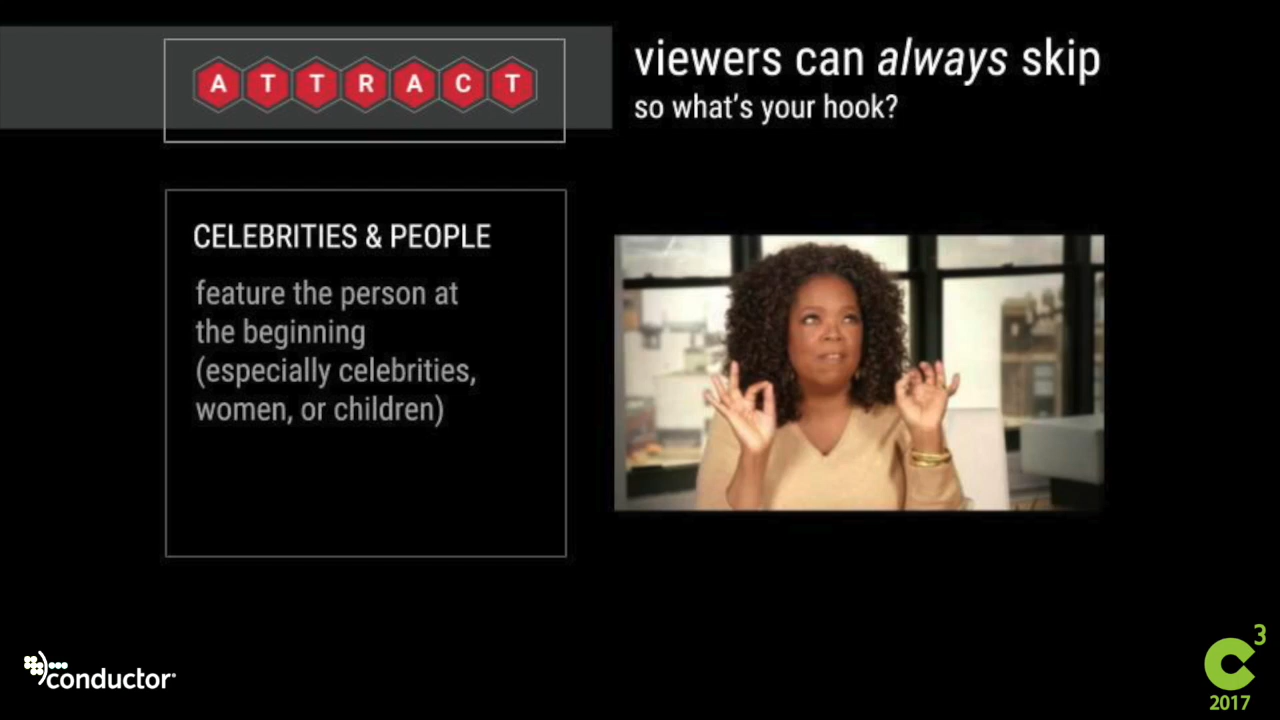 ATTRACT
viewers can always skip
so what's your hook?
CELEBRITIES & PEOPLE
feature the person at
the beginning
(especially celebrities,
women, or children)
conductor
C3
2017